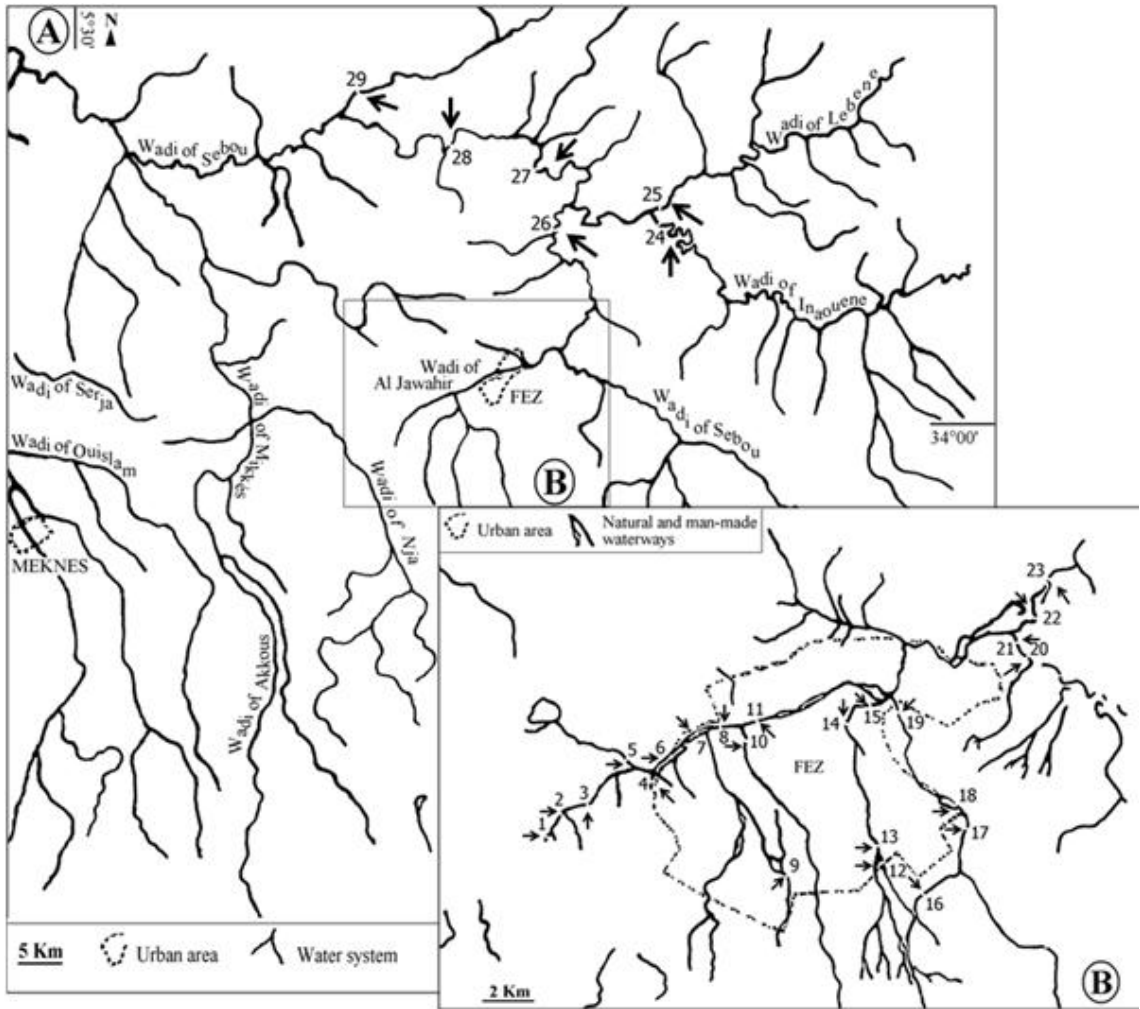 A
5°30'
N
29
28
27
26
25
24
Wadi of Sebou
Wadi of Lebene
Wadi of Inaouene
Wadi of
Al Jawahir
FEZ
Wadi of Sebou
34°00'
B
Wadi of Serja
Wadi of Mikkés
Wadi of Ouislam
Wadi of Nja
MEKNES
Wadi of Akkous
5 Km
Urban area
Water system
Urban area
Natural and man-made
waterways
23
22
21
20
19
18
17
16
15
14
13
12
11
10
9
8
7
6
5
4
3
2
1
FEZ
2 Km
B